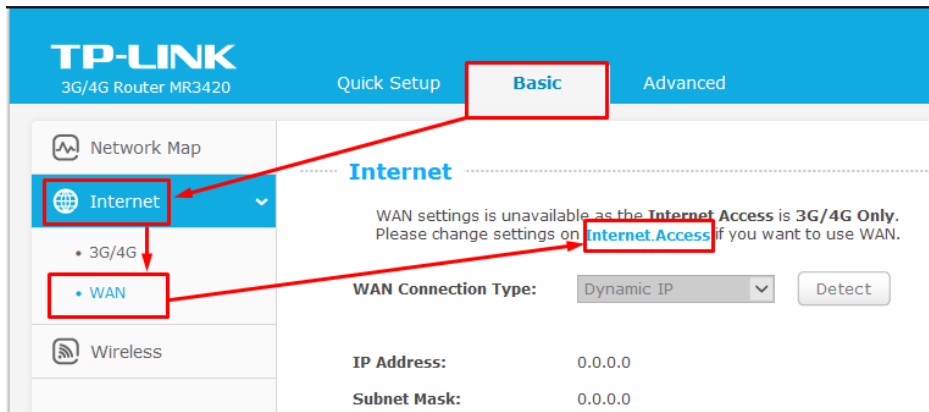 TP-LINK
3G/4G Router MR3420
Quick Setup
Basic
Advanced
Network Map
Internet
3G/4G
WAN
Wireless
Internet
WAN settings is unavailable as the Internet Access is 3G/4G Only.
Please change settings on Internet.Access if you want to use WAN.
WAN Connection Type: Dynamic IP Detect
IP Address: 0.0.0.0
Subnet Mask: 0.0.0.0